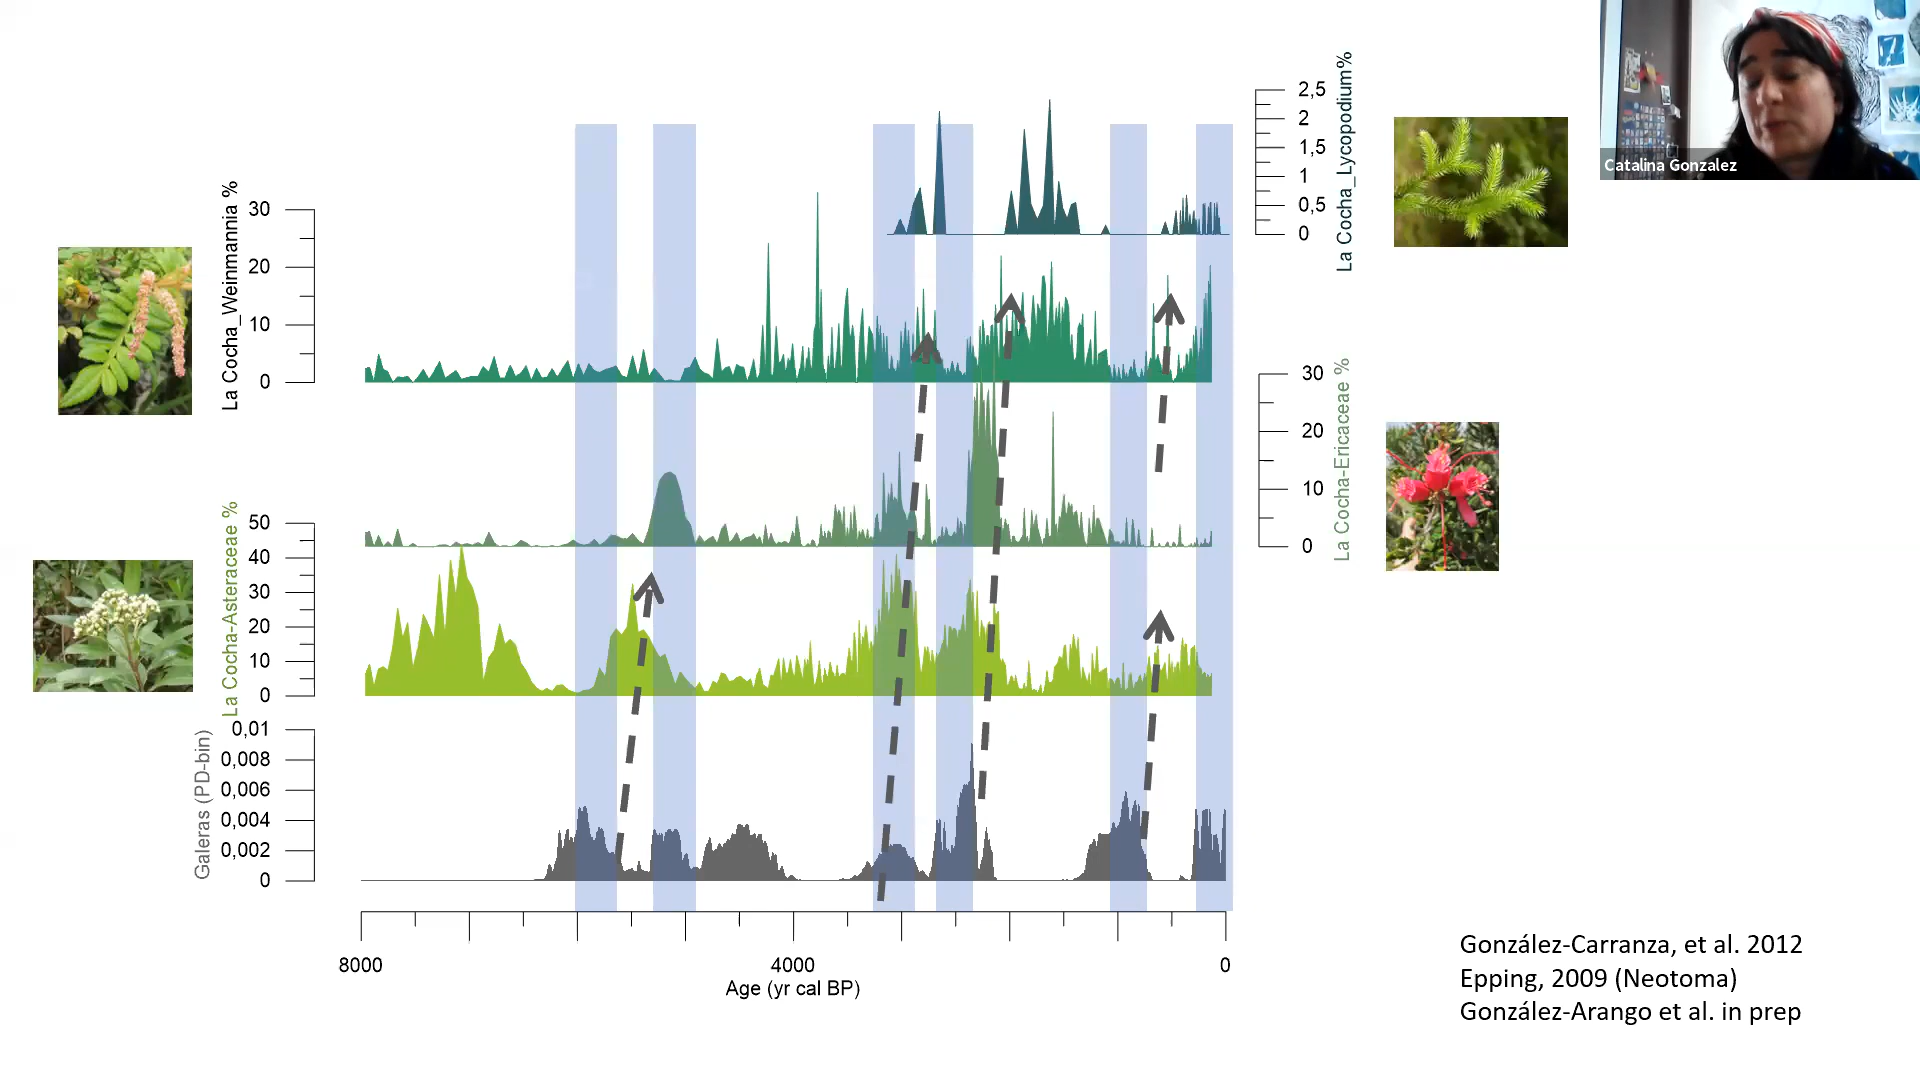 Catalina Gonzalez
La Cocha_Lycopodium%
2,5
2
1,5
1
0,5
0
La Cocha_Weinmannia %
30
20
10
0
La Cocha-Ericaceae %
30
20
10
0
La Cocha-Asteraceae %
50
40
30
20
10
0
Galeras (PD-bin)
0,01
0,008
0,006
0,004
0,002
0
8000
4000
0
Age (yr cal BP)
González-Carranza, et al. 2012
Epping, 2009 (Neotoma)
González-Arango et al. in prep